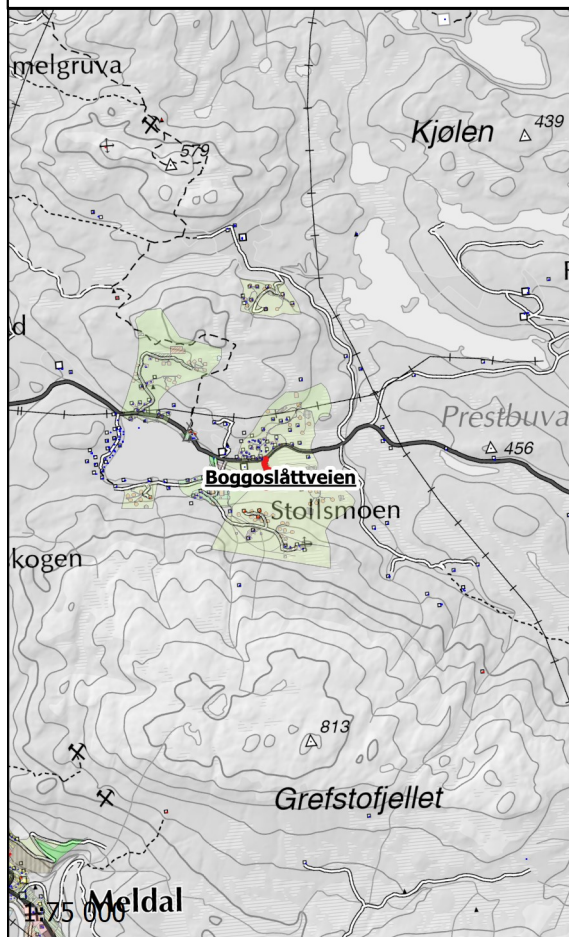 melgruva
439
Kjølen
579
F
d
Prestbuva
456
Boggoslåttveien
Stollsmoen
kogen
813
Grefstofjellet
Meldal
1:75 000